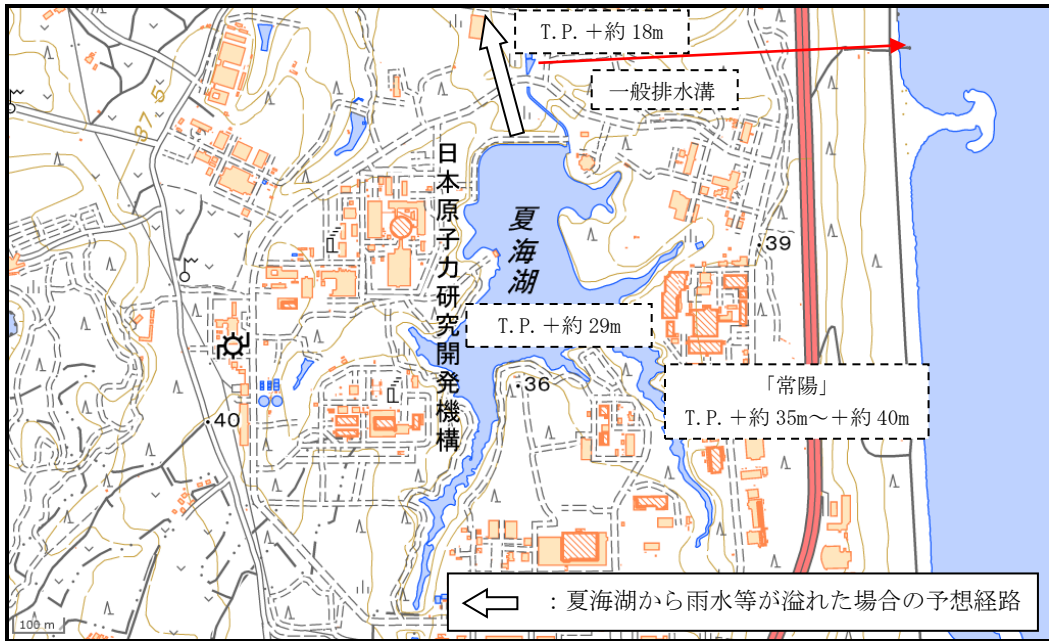 T.P.＋約 18m
一般排水溝
375
日本原子力研究開発機構
夏海湖
39
T.P.＋約 29m
36
「常陽」
T.P.＋約 35m～＋約 40m
40
：夏海湖から雨水等が溢れた場合の予想経路
100 m